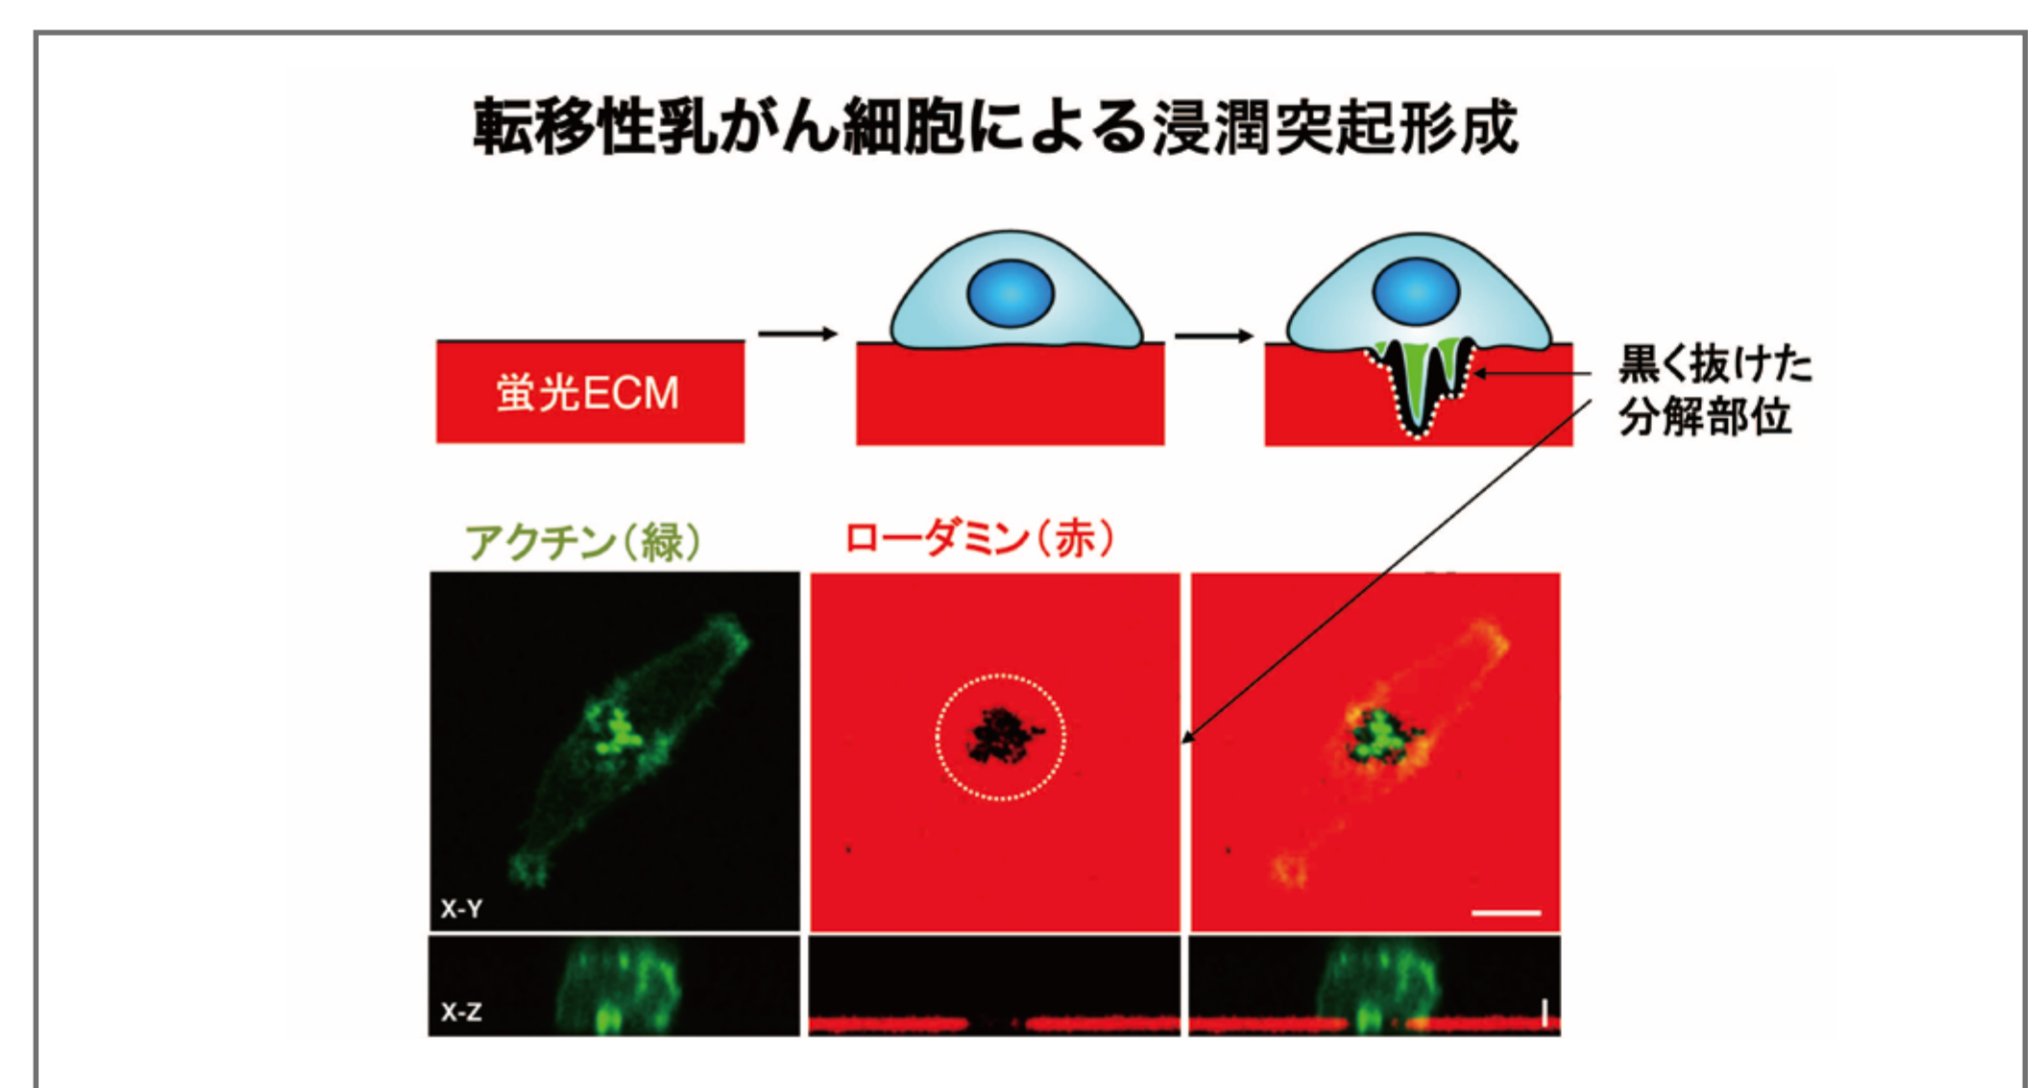 転移性乳がん細胞による浸潤突起形成
蛍光ECM
黒く抜けた
分解部位
アクチン（緑）
ローダミン（赤）
X-Y
X-Z